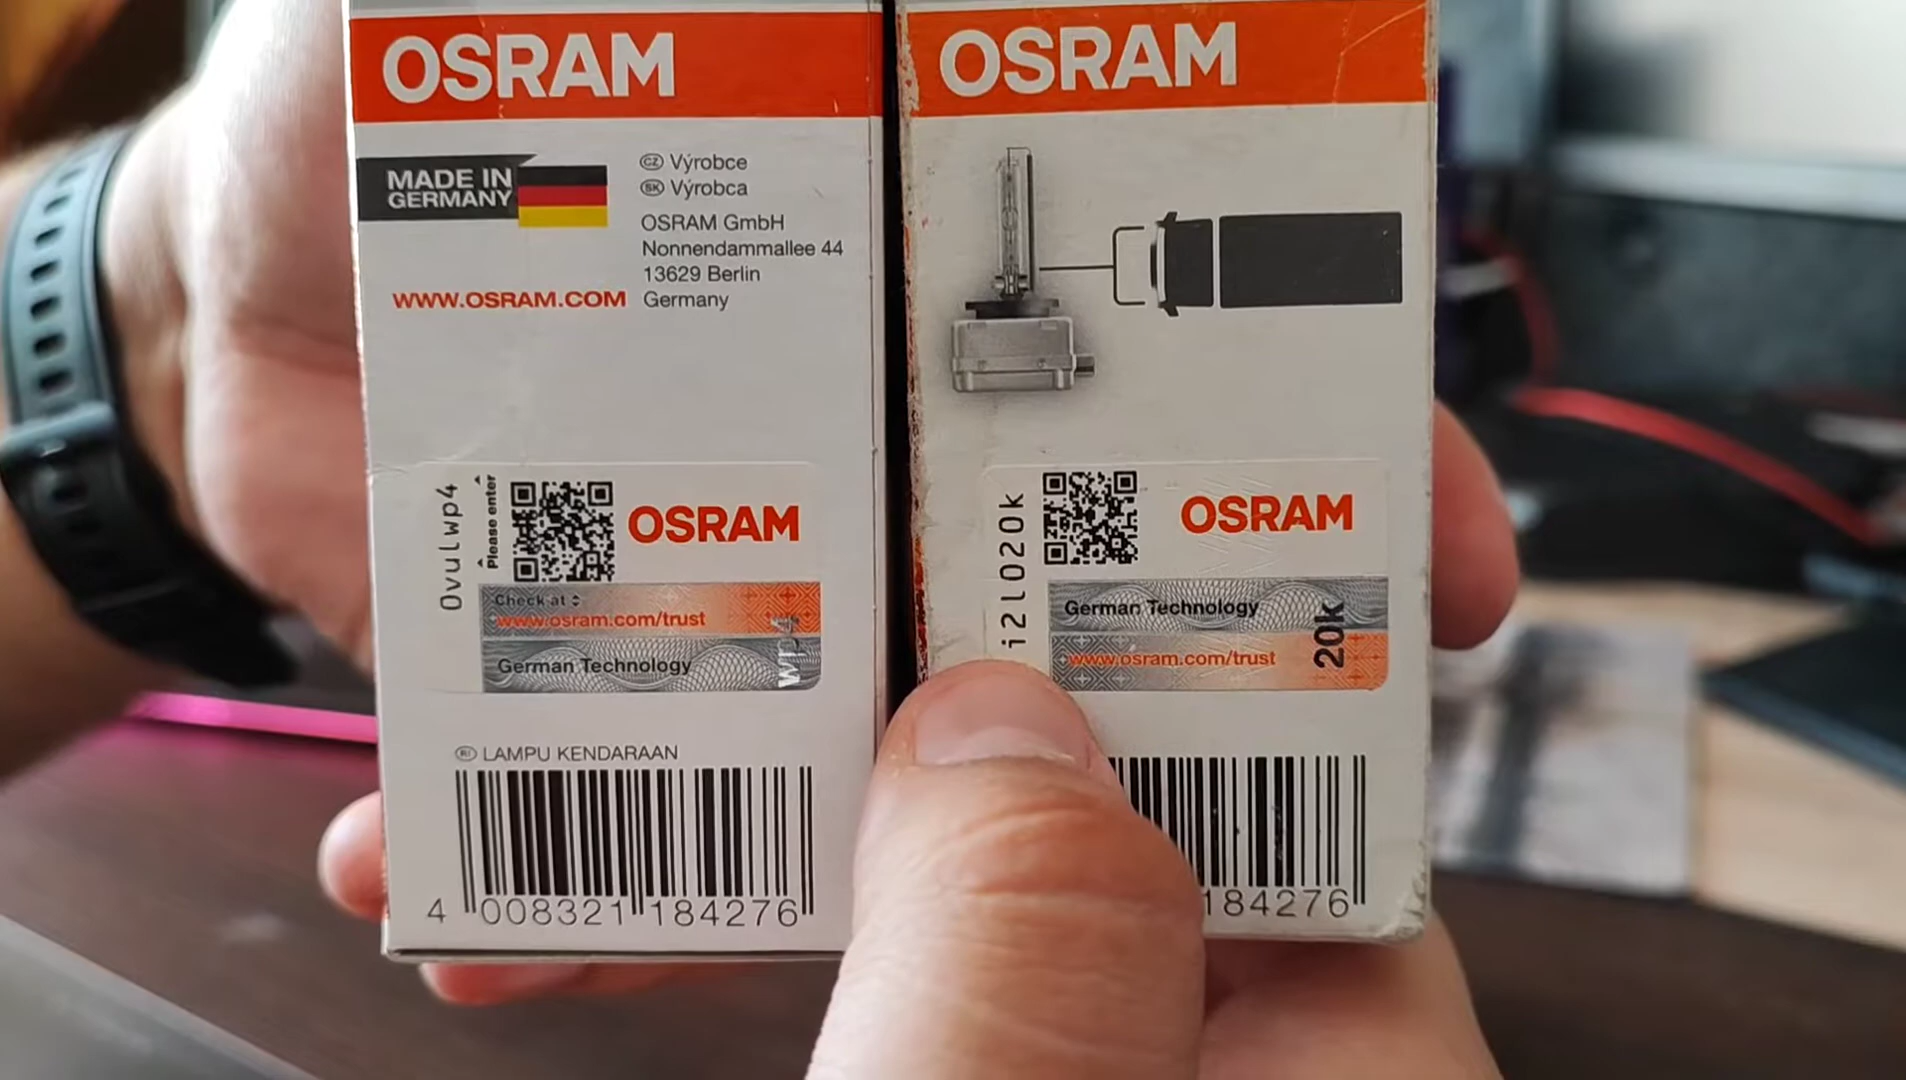 OSRAM
MADE IN
GERMANY
CZ Výrobce
SK Výrobca
OSRAM GmbH
Nonnendammallee 44
13629 Berlin
Germany
WWW.OSRAM.COM
0vulwp4
Please enter
OSRAM
Check at
www.osram.com/trust
German Technology
wp4
RI LAMPU KENDARAAN
4 008321 184276
OSRAM
i2l020k
OSRAM
German Technology
www.osram.com/trust
20k
184276